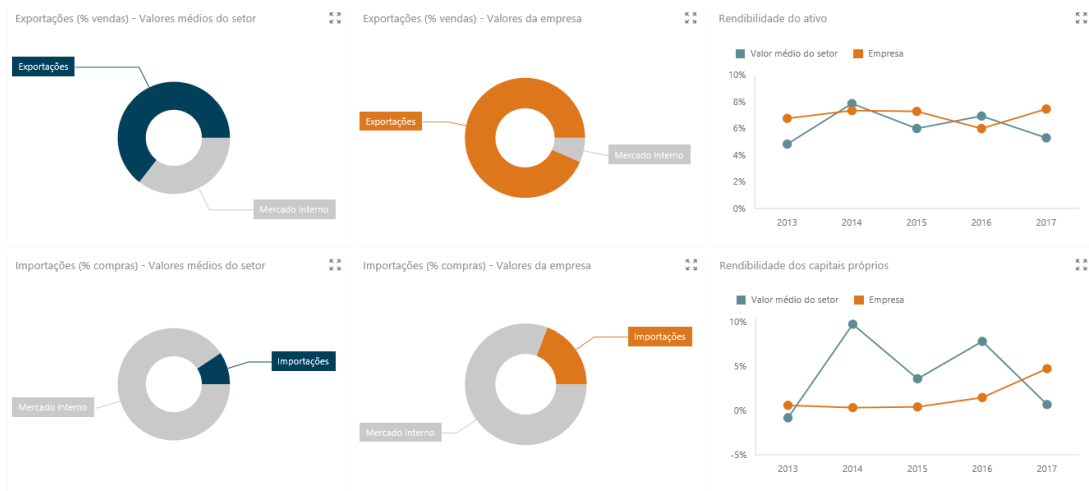 Exportações (% vendas) - Valores médios do setor
Exportações
Mercado interno
Exportações (% vendas) - Valores da empresa
Exportações
Mercado interno
Rendibilidade do ativo
Valor médio do setor
Empresa
10%
8%
6%
4%
2%
0%
2013 2014 2015 2016 2017
Importações (% compras) - Valores médios do setor
Importações
Mercado interno
Importações (% compras) - Valores da empresa
Importações
Mercado interno
Rendibilidade dos capitais próprios
Valor médio do setor
Empresa
10%
5%
0%
-5%
2013 2014 2015 2016 2017